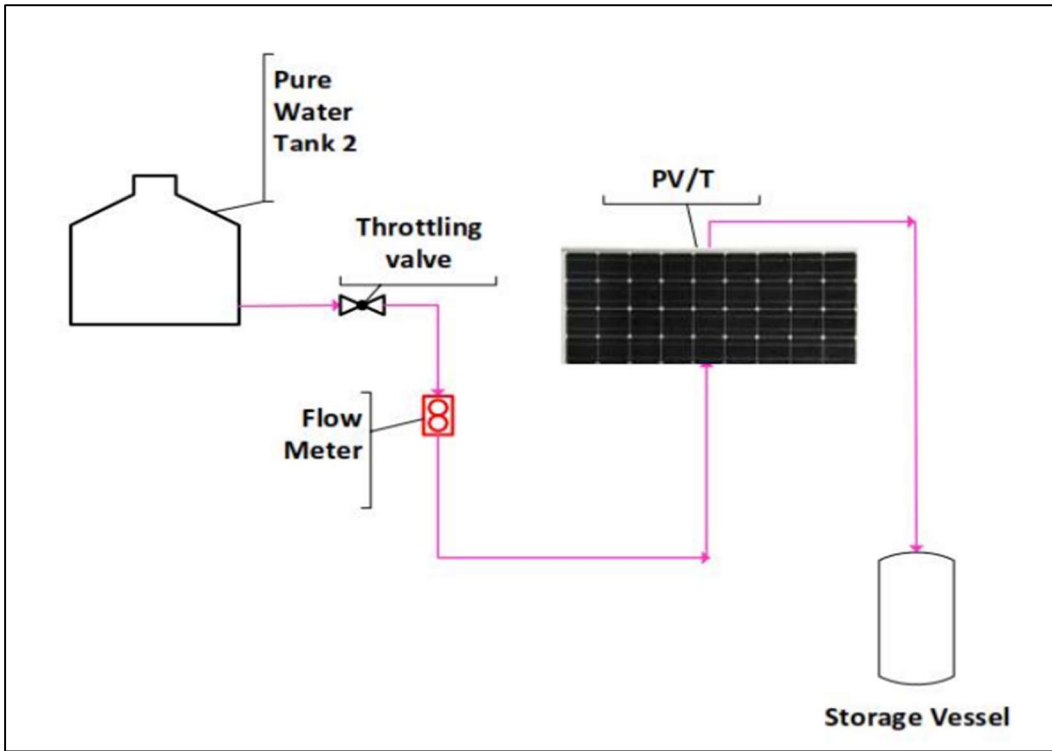 Pure
Water
Tank 2
Throttling
valve
PV/T
Flow
Meter
Storage Vessel